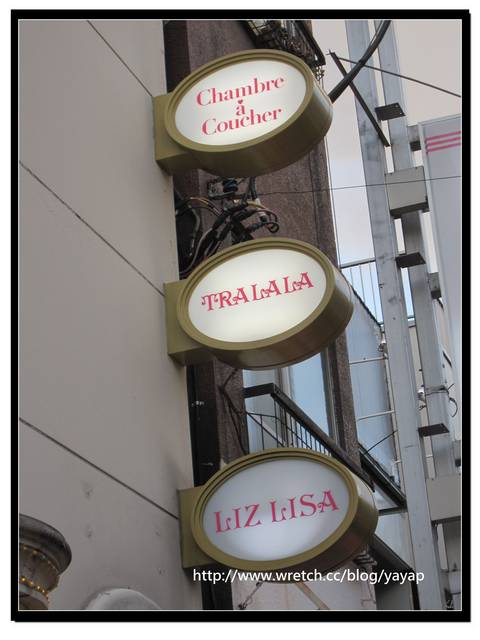 Chambre
à
Coucher
TRALALA
LIZ LISA
http://www.wretch.cc/blog/yayap